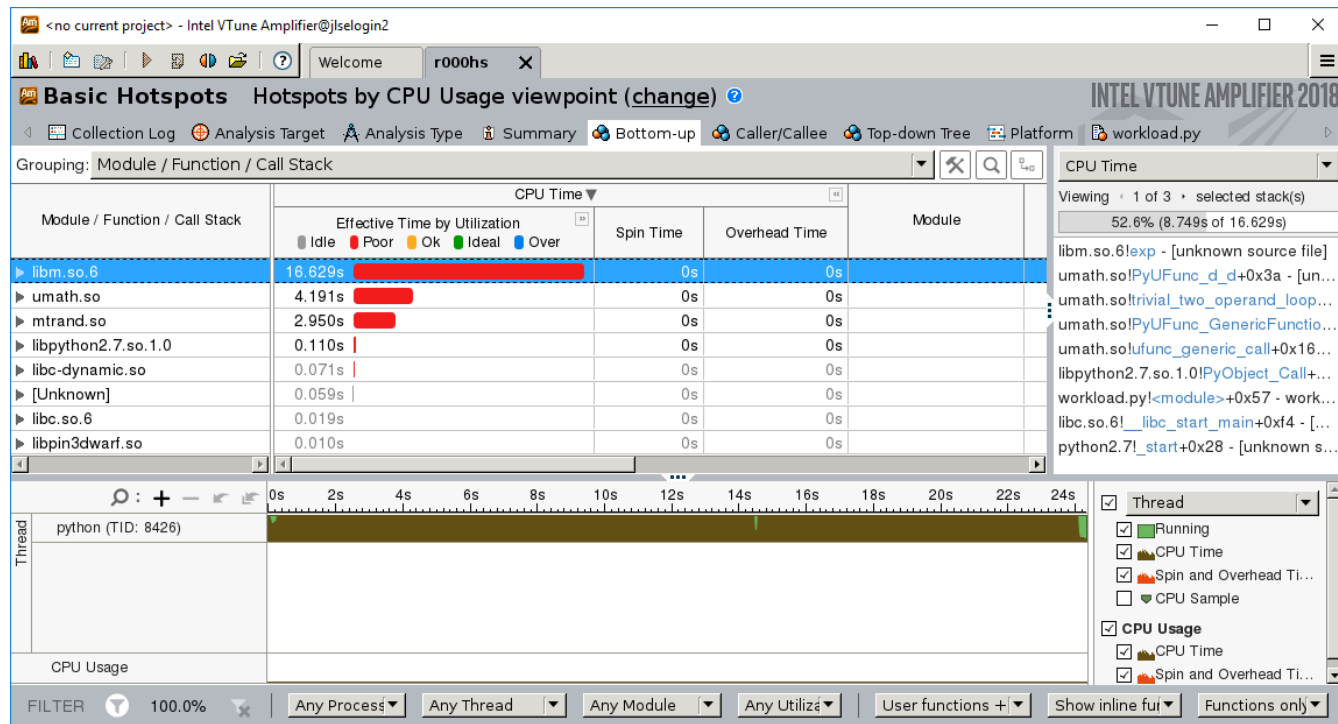 <no current project> - Intel VTune Amplifier@jlselogin2
Welcome r000hs
Basic Hotspots Hotspots by CPU Usage viewpoint (change) INTEL VTUNE AMPLIFIER 2018
Collection Log Analysis Target Analysis Type Summary Bottom-up Caller/Callee Top-down Tree Platform workload.py
Grouping: Module / Function / Call Stack
Module / Function / Call Stack
CPU Time
Effective Time by Utilization
Idle Poor Ok Ideal Over
Spin Time
Overhead Time
Module
libm.so.6 16.629s 0s 0s
umath.so 4.191s 0s 0s
mtrand.so 2.950s 0s 0s
libpython2.7.so.1.0 0.110s 0s 0s
libc-dynamic.so 0.071s 0s 0s
[Unknown] 0.059s 0s 0s
libc.so.6 0.019s 0s 0s
libpin3dwarf.so 0.010s 0s 0s
CPU Time
Viewing 1 of 3 selected stack(s)
52.6% (8.749s of 16.629s)
libm.so.6!exp - [unknown source file]
umath.so!PyUFunc_d_d+0x3a - [un...
umath.so!trivial_two_operand_loop...
umath.so!PyUFunc_GenericFunctio...
umath.so!ufunc_generic_call+0x16...
libpython2.7.so.1.0!PyObject_Call+...
workload.py!<module>+0x57 - work...
libc.so.6!__libc_start_main+0xf4 - [...
python2.7!_start+0x28 - [unknown s...
0s 2s 4s 6s 8s 10s 12s 14s 16s 18s 20s 22s 24s
Thread
python (TID: 8426)
CPU Usage
Thread
Running
CPU Time
Spin and Overhead Ti...
CPU Sample
CPU Usage
CPU Time
Spin and Overhead Ti...
FILTER 100.0% Any Process Any Thread Any Module Any Utiliza User functions + Show inline fun Functions only